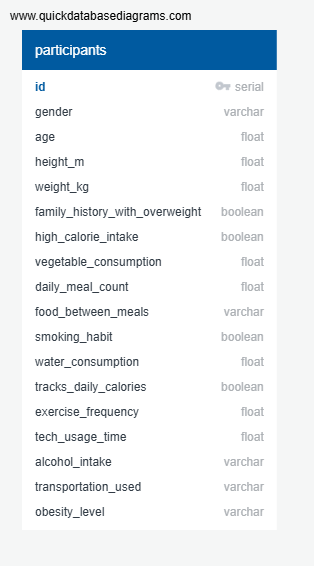 www.quickdatabasediagrams.com
participants
id serial
gender varchar
age float
height_m float
weight_kg float
family_history_with_overweight boolean
high_calorie_intake boolean
vegetable_consumption float
daily_meal_count float
food_between_meals varchar
smoking_habit boolean
water_consumption float
tracks_daily_calories boolean
exercise_frequency float
tech_usage_time float
alcohol_intake varchar
transportation_used varchar
obesity_level varchar